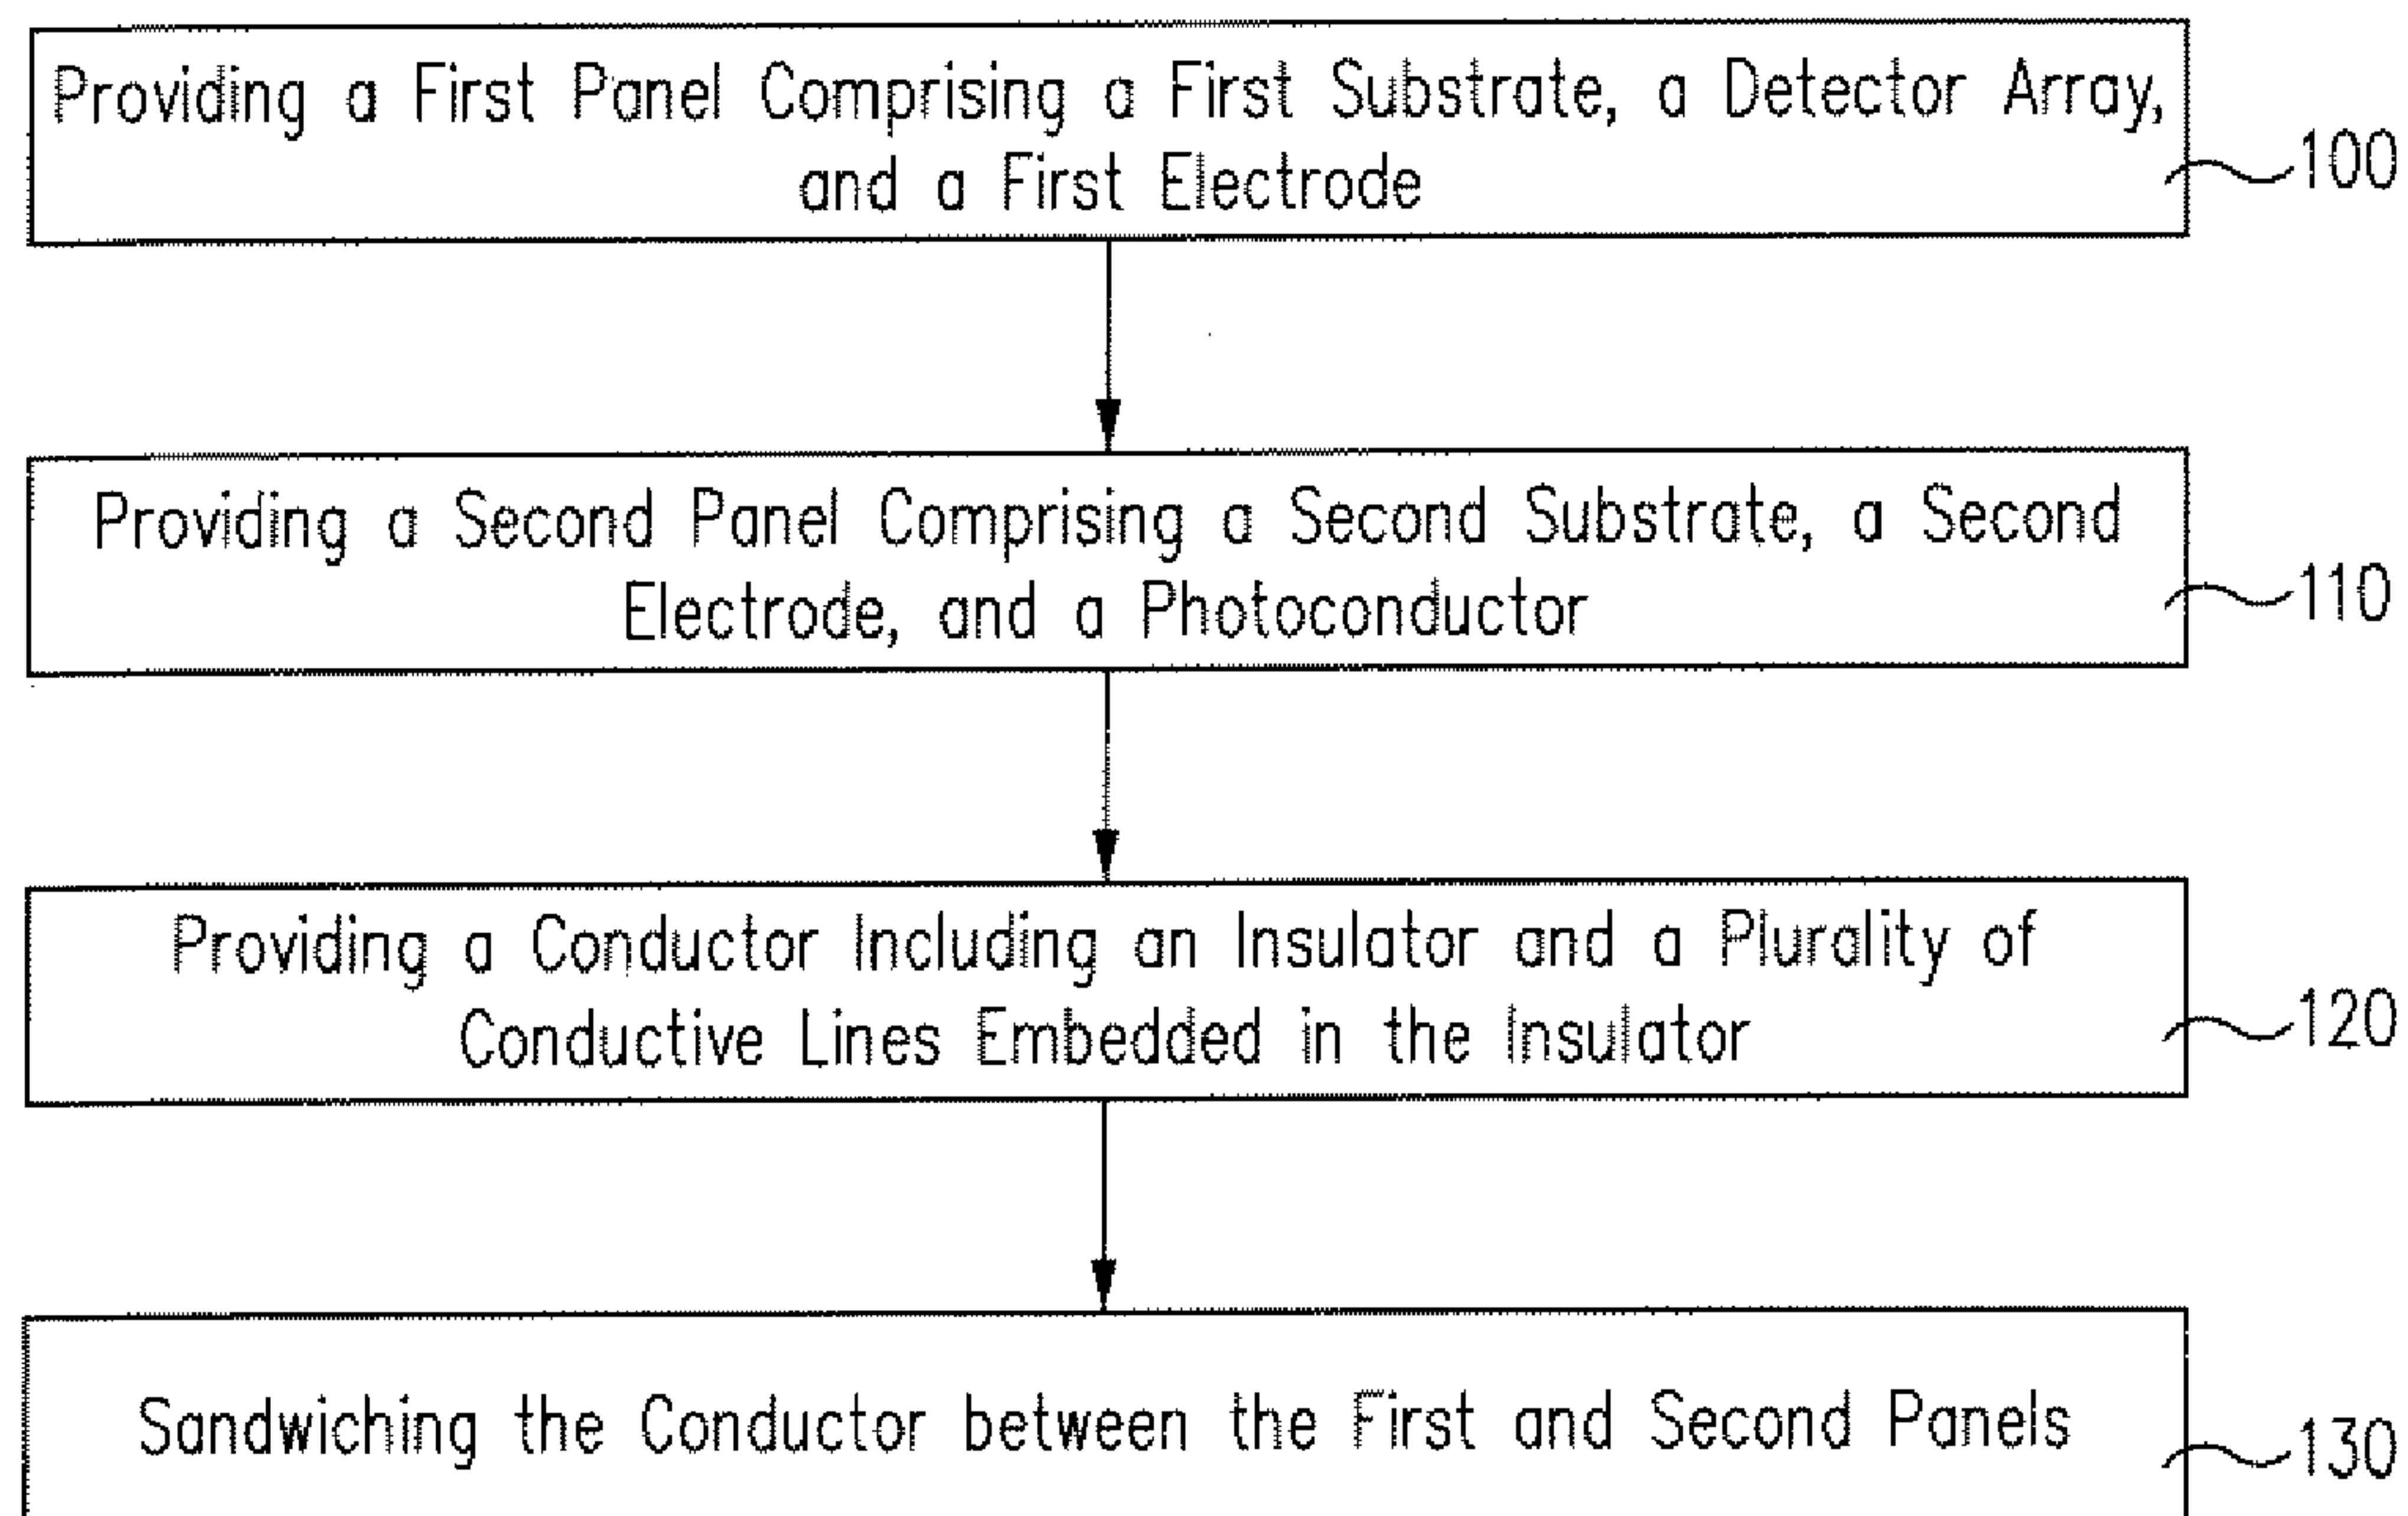 Providing a First Panel Comprising a First Substrate, a Detector Array,
and a First Electrode
100
Providing a Second Panel Comprising a Second Substrate, a Second
Electrode, and a Photoconductor
110
Providing a Conductor Including an Insulator and a Plurality of
Conductive Lines Embedded in the Insulator
120
Sandwiching the Conductor between the First and Second Panels
130